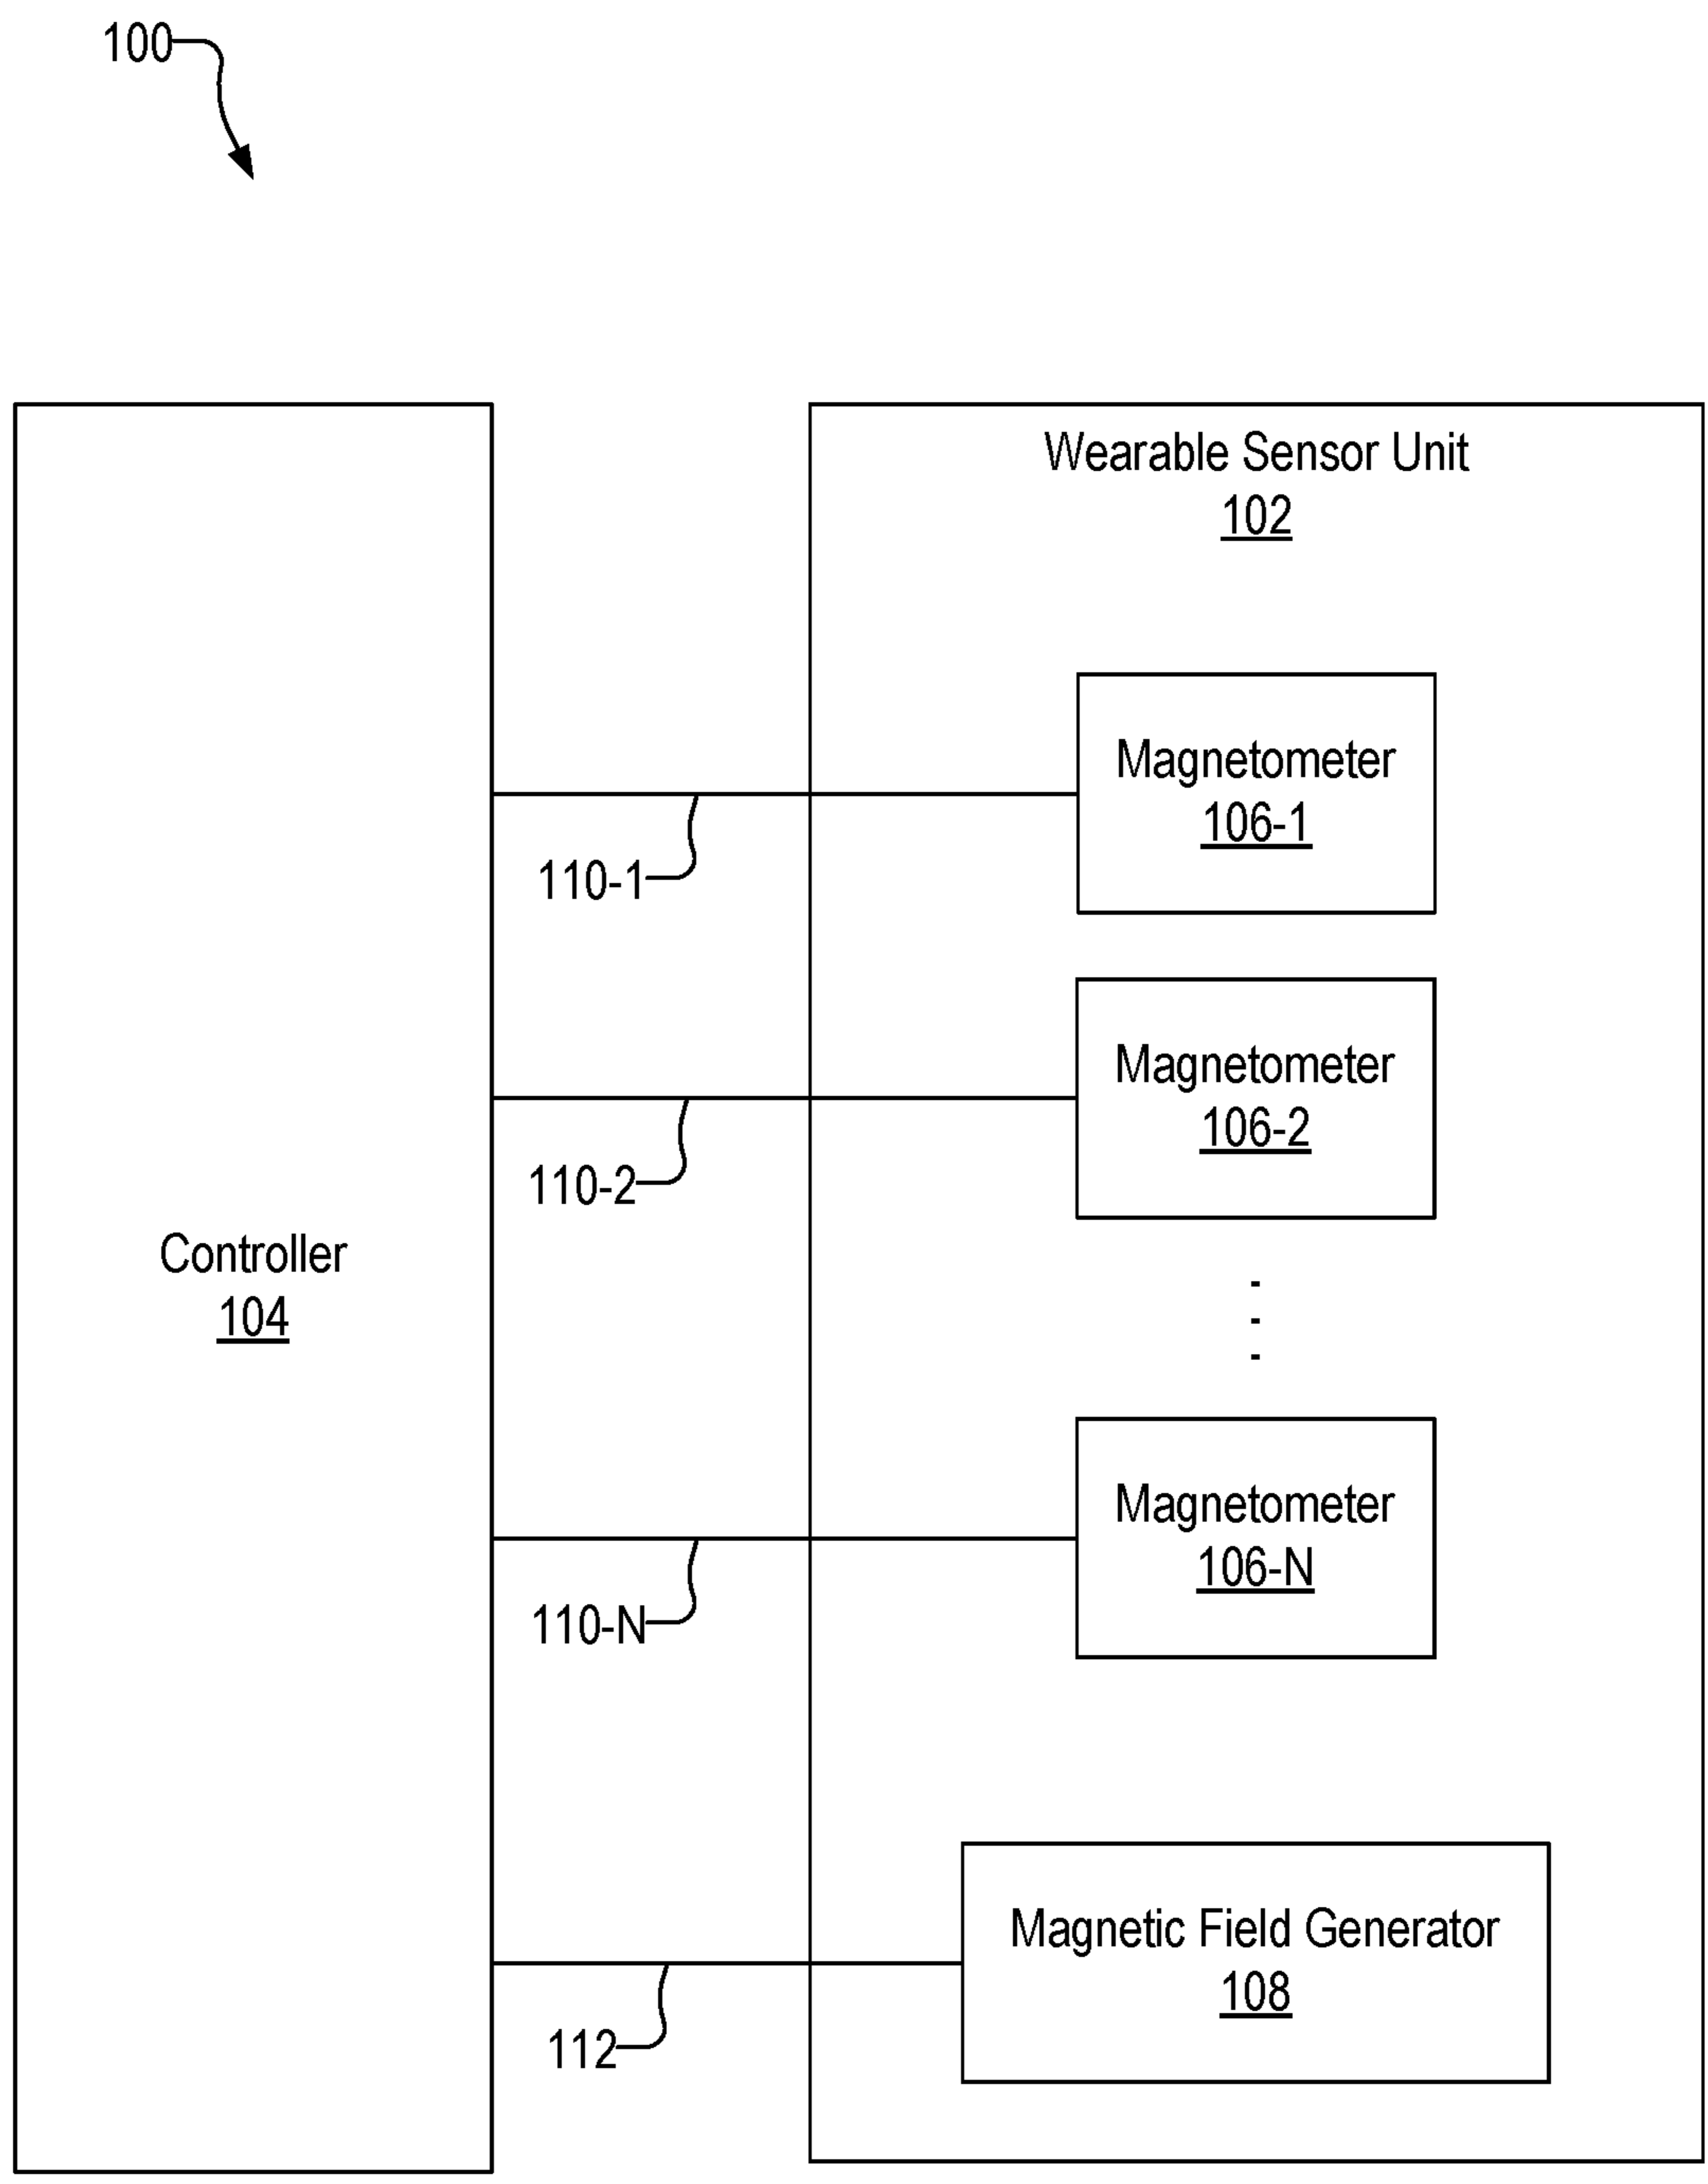 100
Wearable Sensor Unit
102
Magnetometer
106-1
110-1
Magnetometer
106-2
110-2
Controller
104
Magnetometer
106-N
110-N
Magnetic Field Generator
108
112